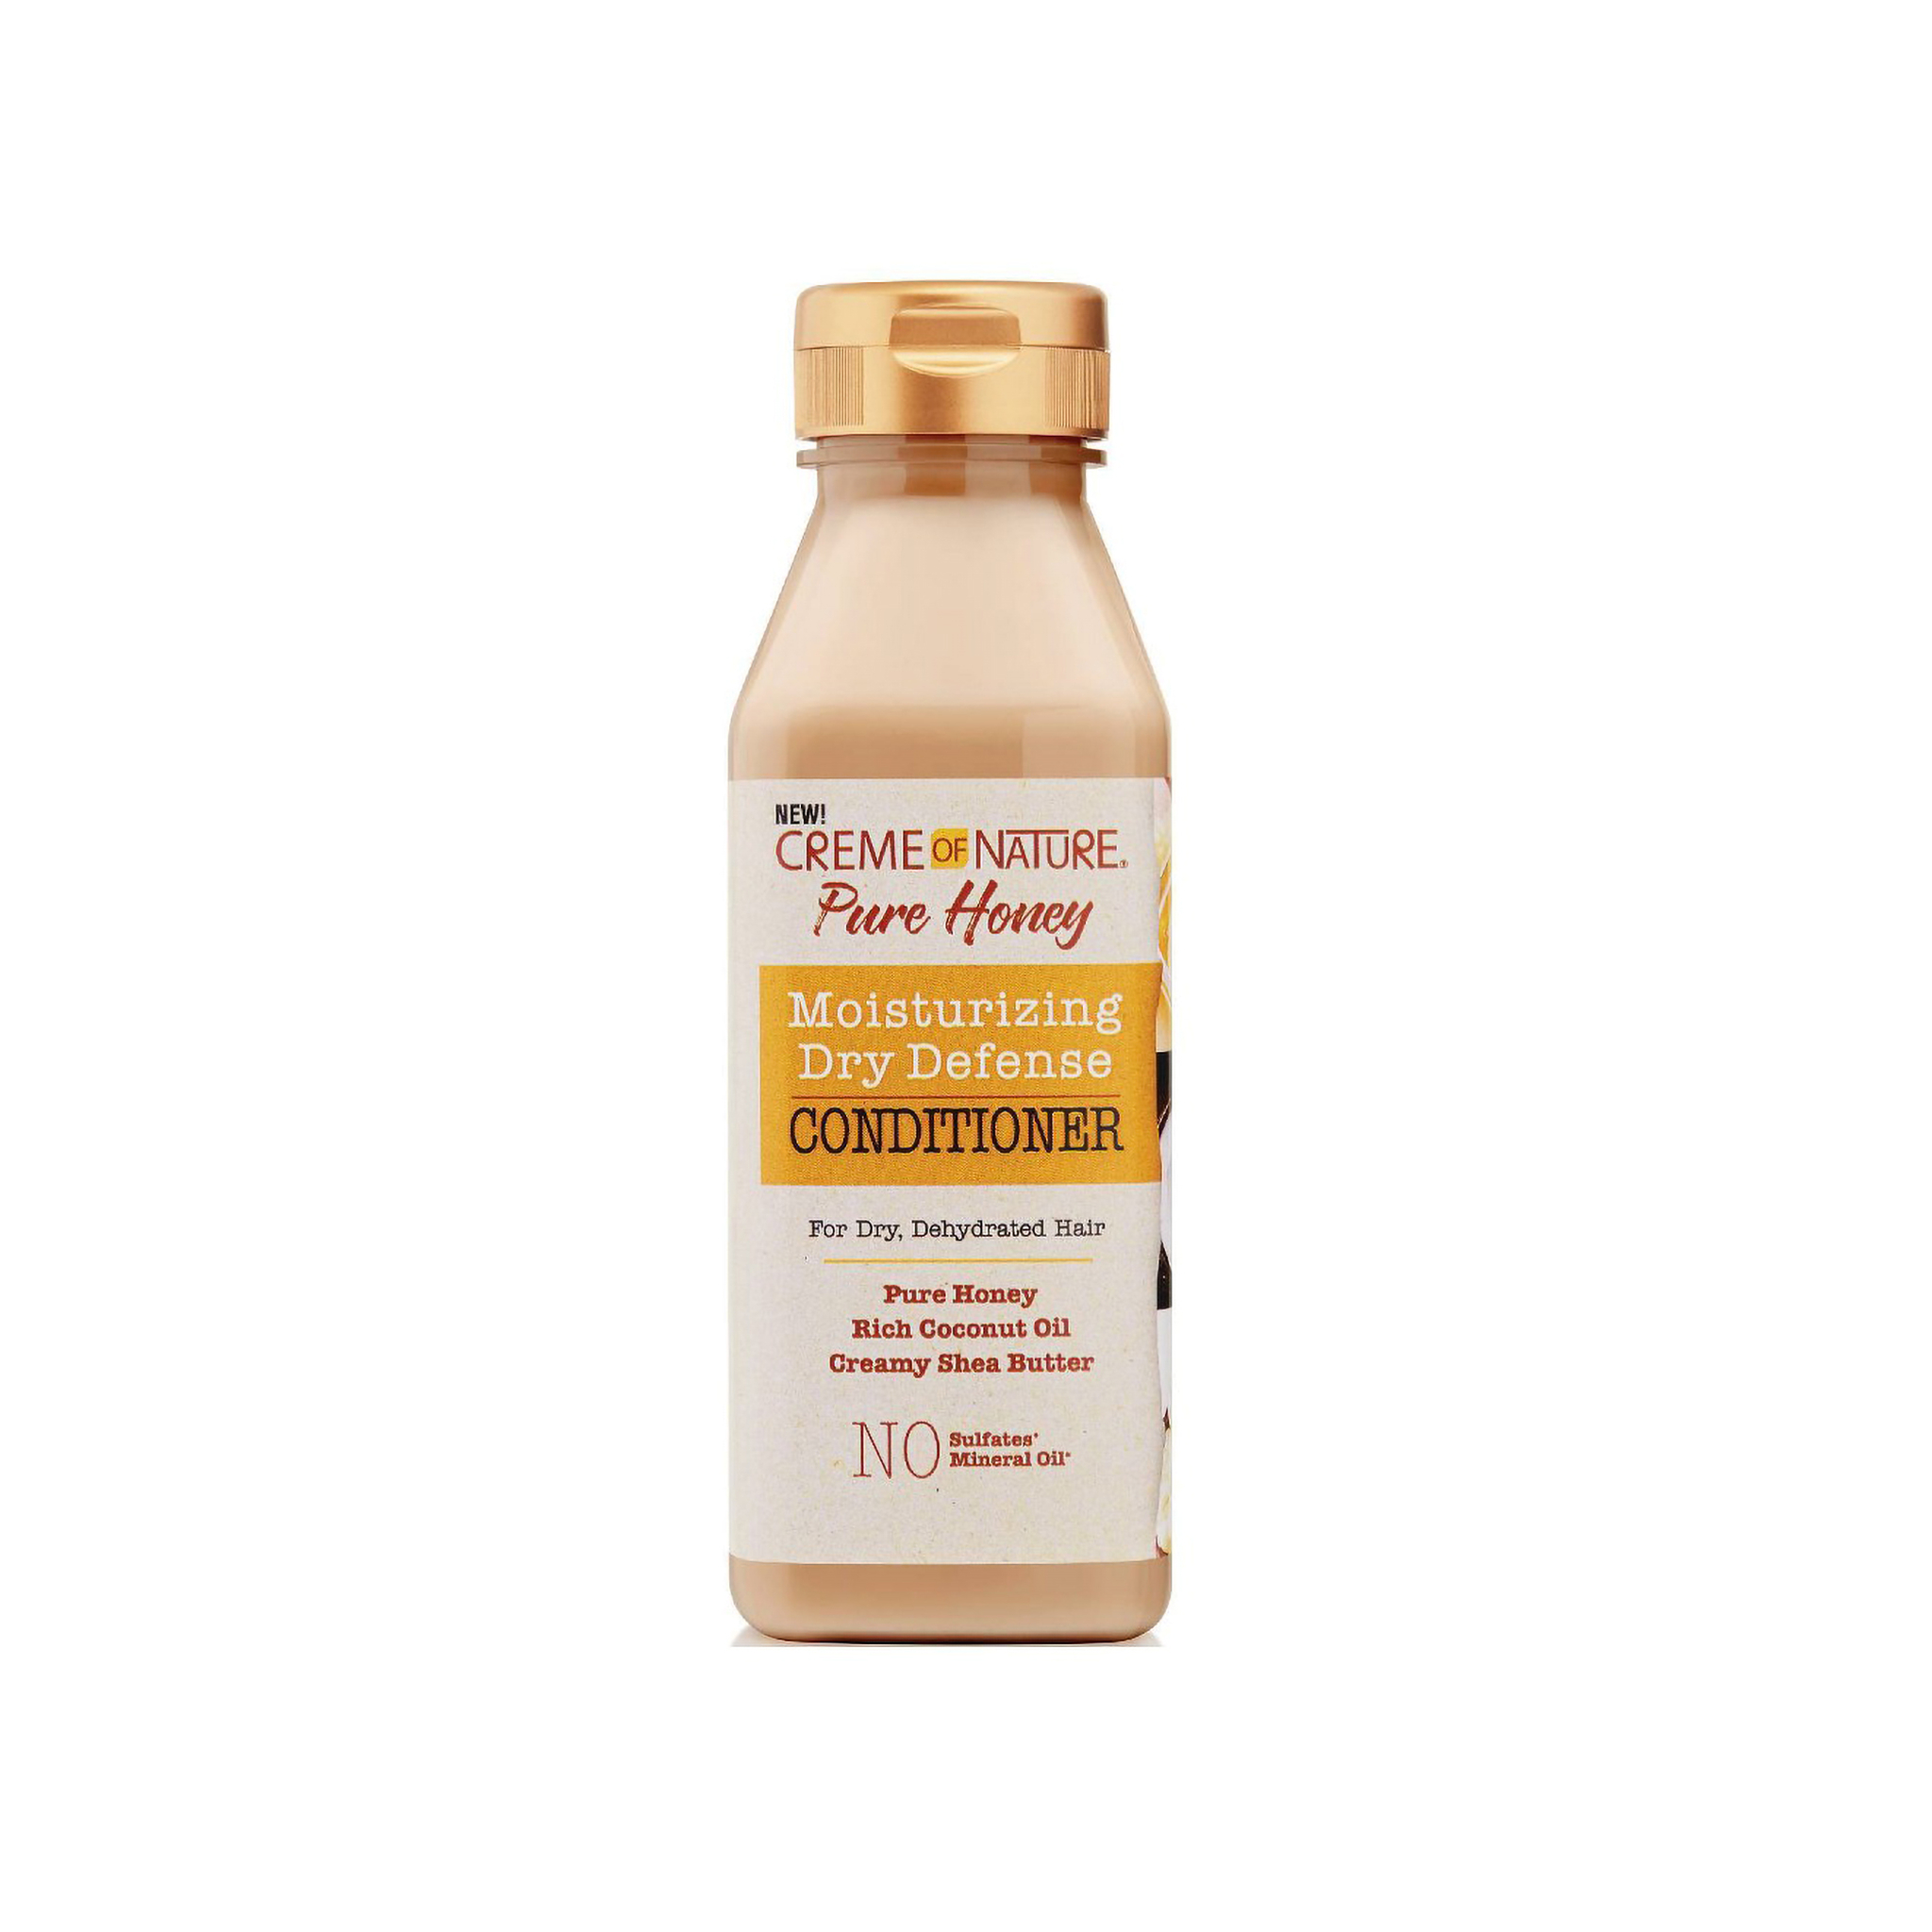 NEW!
CREME OF NATURE®
Pure Honey
Moisturizing
Dry Defense
CONDITIONER
For Dry, Dehydrated Hair
Pure Honey
Rich Coconut Oil
Creamy Shea Butter
NO Sulfates*
Mineral Oil*